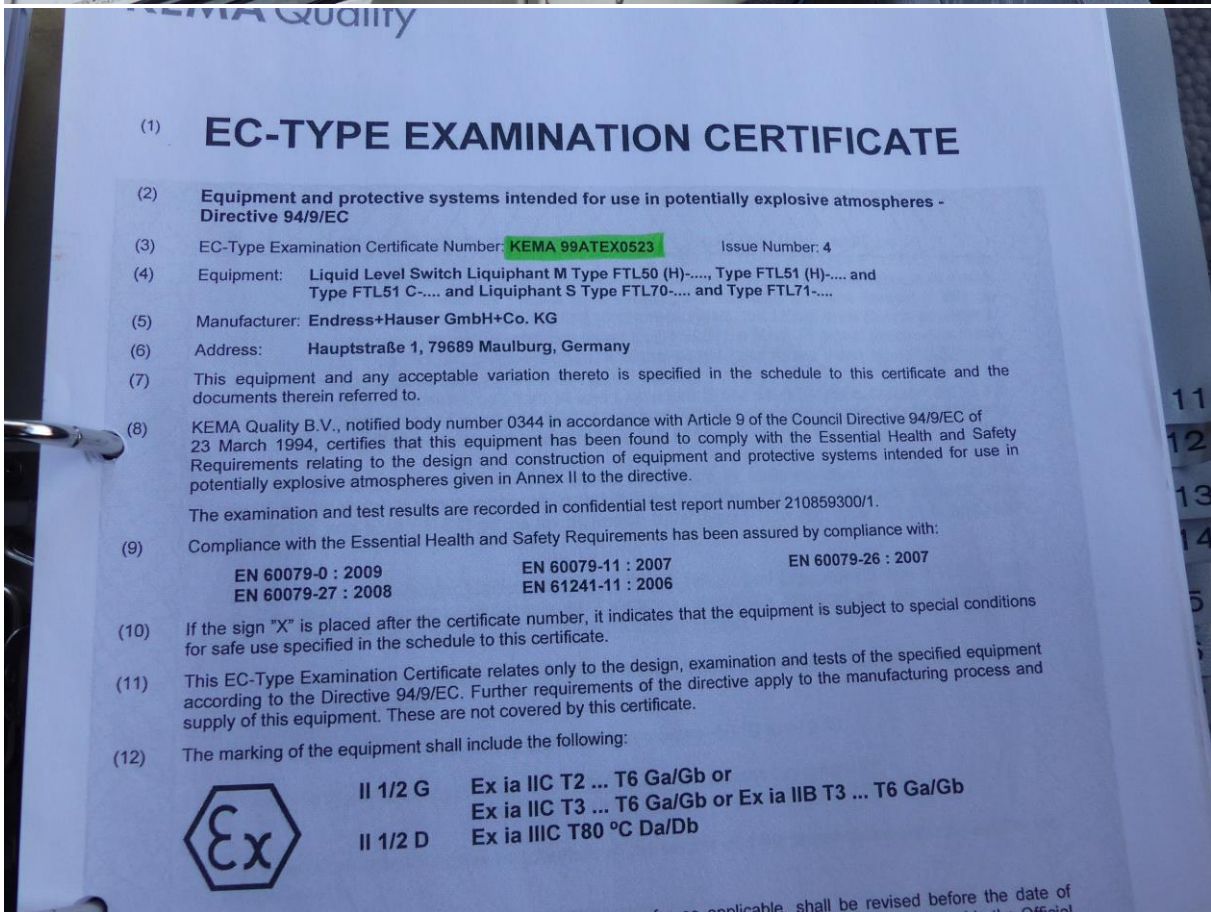 KEMA Quality
(1) EC-TYPE EXAMINATION CERTIFICATE
(2) Equipment and protective systems intended for use in potentially explosive atmospheres -
Directive 94/9/EC
(3) EC-Type Examination Certificate Number: KEMA 99ATEX0523 Issue Number: 4
(4) Equipment: Liquid Level Switch Liquiphant M Type FTL50 (H)-...., Type FTL51 (H)-.... and
Type FTL51 C-.... and Liquiphant S Type FTL70-.... and Type FTL71-....
(5) Manufacturer: Endress+Hauser GmbH+Co. KG
(6) Address: Hauptstraße 1, 79689 Maulburg, Germany
(7) This equipment and any acceptable variation thereto is specified in the schedule to this certificate and the
documents therein referred to.
(8) KEMA Quality B.V., notified body number 0344 in accordance with Article 9 of the Council Directive 94/9/EC of
23 March 1994, certifies that this equipment has been found to comply with the Essential Health and Safety
Requirements relating to the design and construction of equipment and protective systems intended for use in
potentially explosive atmospheres given in Annex II to the directive.
The examination and test results are recorded in confidential test report number 210859300/1.
(9) Compliance with the Essential Health and Safety Requirements has been assured by compliance with:
EN 60079-0 : 2009 EN 60079-11 : 2007 EN 60079-26 : 2007
EN 60079-27 : 2008 EN 61241-11 : 2006
(10) If the sign "X" is placed after the certificate number, it indicates that the equipment is subject to special conditions
for safe use specified in the schedule to this certificate.
(11) This EC-Type Examination Certificate relates only to the design, examination and tests of the specified equipment
according to the Directive 94/9/EC. Further requirements of the directive apply to the manufacturing process and
supply of this equipment. These are not covered by this certificate.
(12) The marking of the equipment shall include the following:
Ex
II 1/2 G Ex ia IIC T2 ... T6 Ga/Gb or
Ex ia IIC T3 ... T6 Ga/Gb or Ex ia IIB T3 ... T6 Ga/Gb
II 1/2 D Ex ia IIIC T80 ºC Da/Db
applicable, shall be revised before the date of
11
12
13
14
5